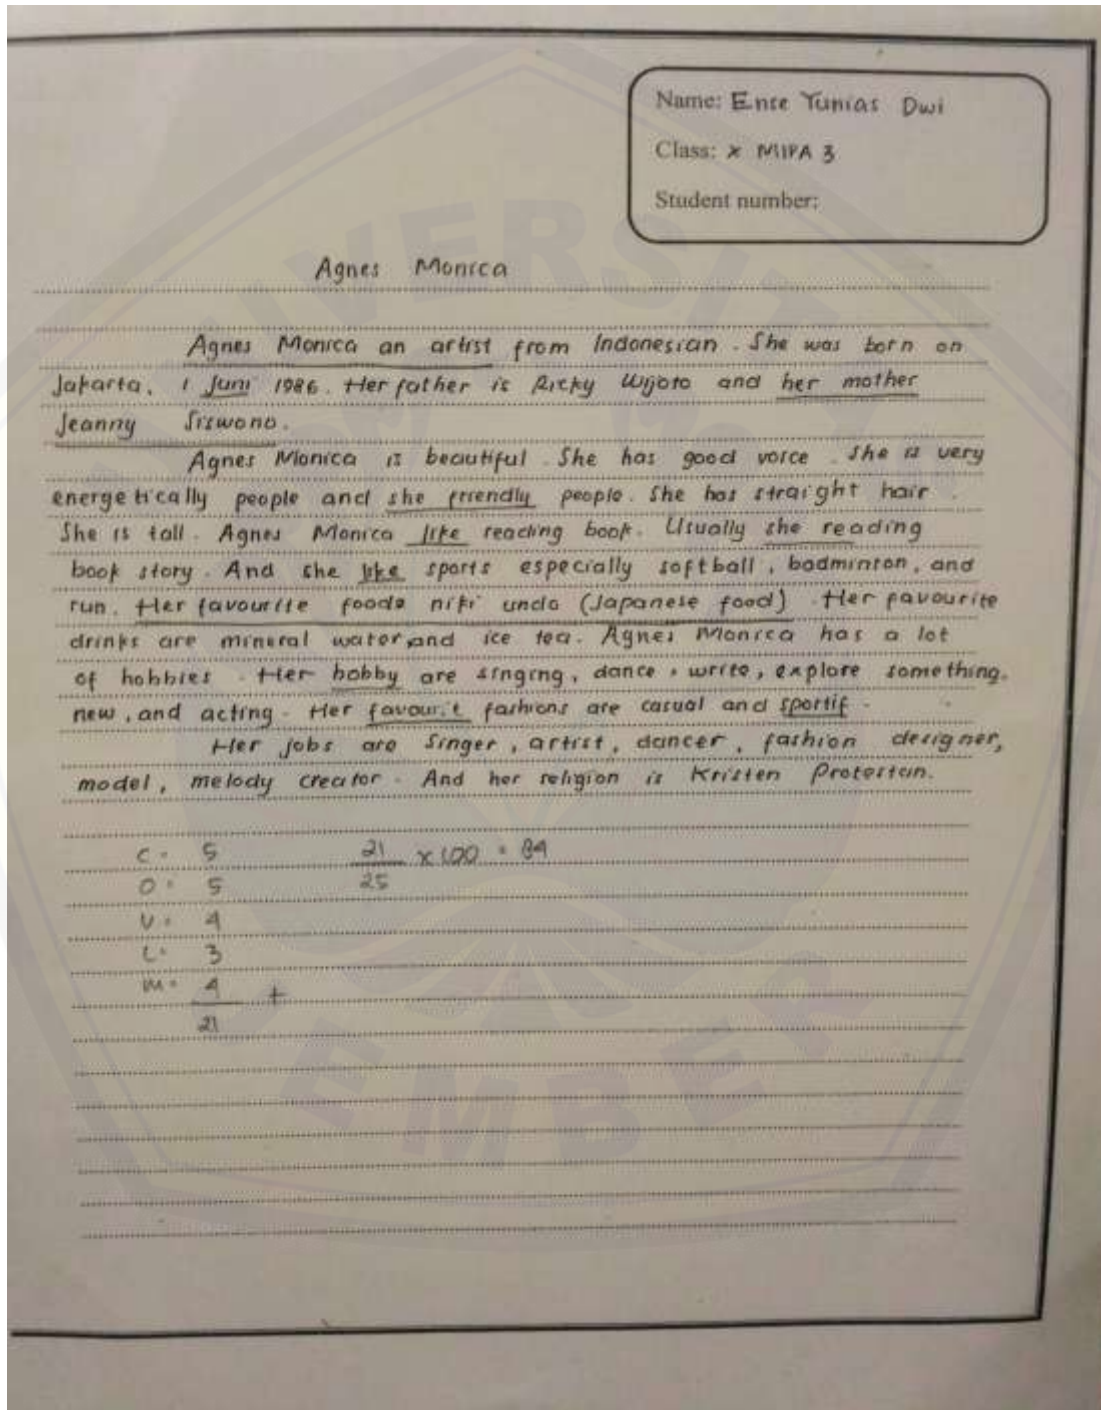 Name: Ense Yunias Dwi
Class: X MIPA 3
Student number:
Agnes Monica
Agnes Monica an artist from Indonesian. She was born on
Jakarta, 1 Juni 1986. Her father is Ricky Wijoto and her mother
Jeanny Siswono.
Agnes Monica is beautiful. She has good voice. She is very
energetically people and she friendly people. She has straight hair.
She is tall. Agnes Monica like reading book. Usually she reading
book story. And she like sports especially softball, badminton, and
run. Her favourite foods niki undo (Japanese food). Her favourite
drinks are mineral water, and ice tea. Agnes Monica has a lot
of hobbies. Her hobby are singing, dance, write, explore something,
new, and acting. Her favourit fashions are casual and sportif.
Her jobs are Singer, artist, dancer, fashion designer,
model, melody creator. And her religion is Kristen Protestan.
C = 5 21/25 x 100 = 84
O = 5
V = 4
L = 3
M = 4 +
21
UNIVERSITAS JEMBER